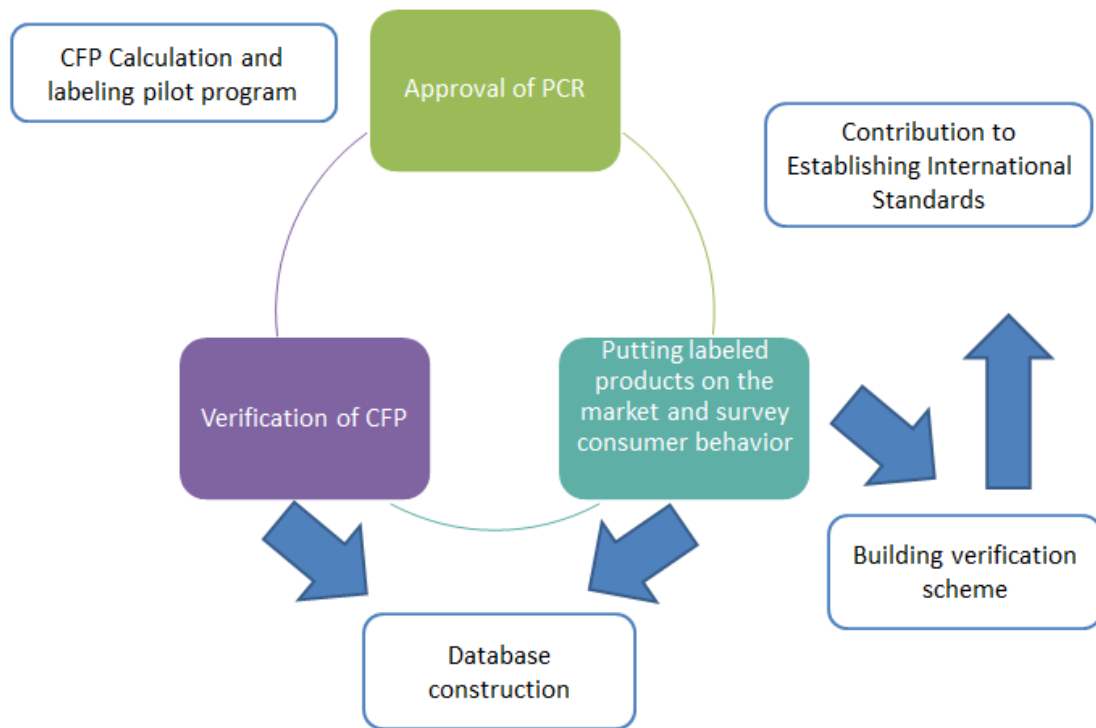 CFP Calculation and
labeling pilot program
Approval of PCR
Contribution to
Establishing International
Standards
Verification of CFP
Putting labeled
products on the
market and survey
consumer behavior
Building verification
scheme
Database
construction